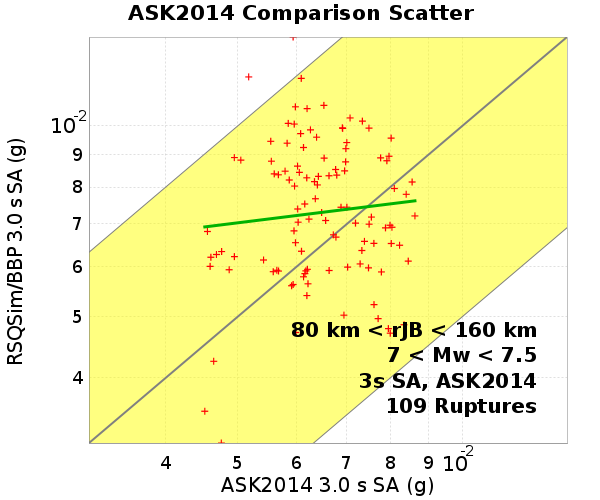 ASK2014 Comparison Scatter
RSQSim/BBP 3.0 s SA (g)
10-2
9
8
7
6
5
4
80 km < rJB < 160 km
7 < Mw < 7.5
3s SA, ASK2014
109 Ruptures
4 5 6 7 8 9 10-2
ASK2014 3.0 s SA (g)